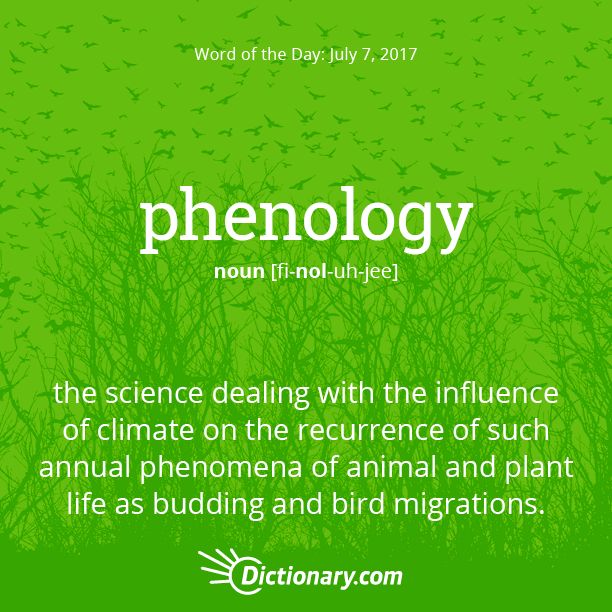 Word of the Day: July 7, 2017
phenology
noun [fi-nol-uh-jee]
the science dealing with the influence
of climate on the recurrence of such
annual phenomena of animal and plant
life as budding and bird migrations.
Dictionary.com